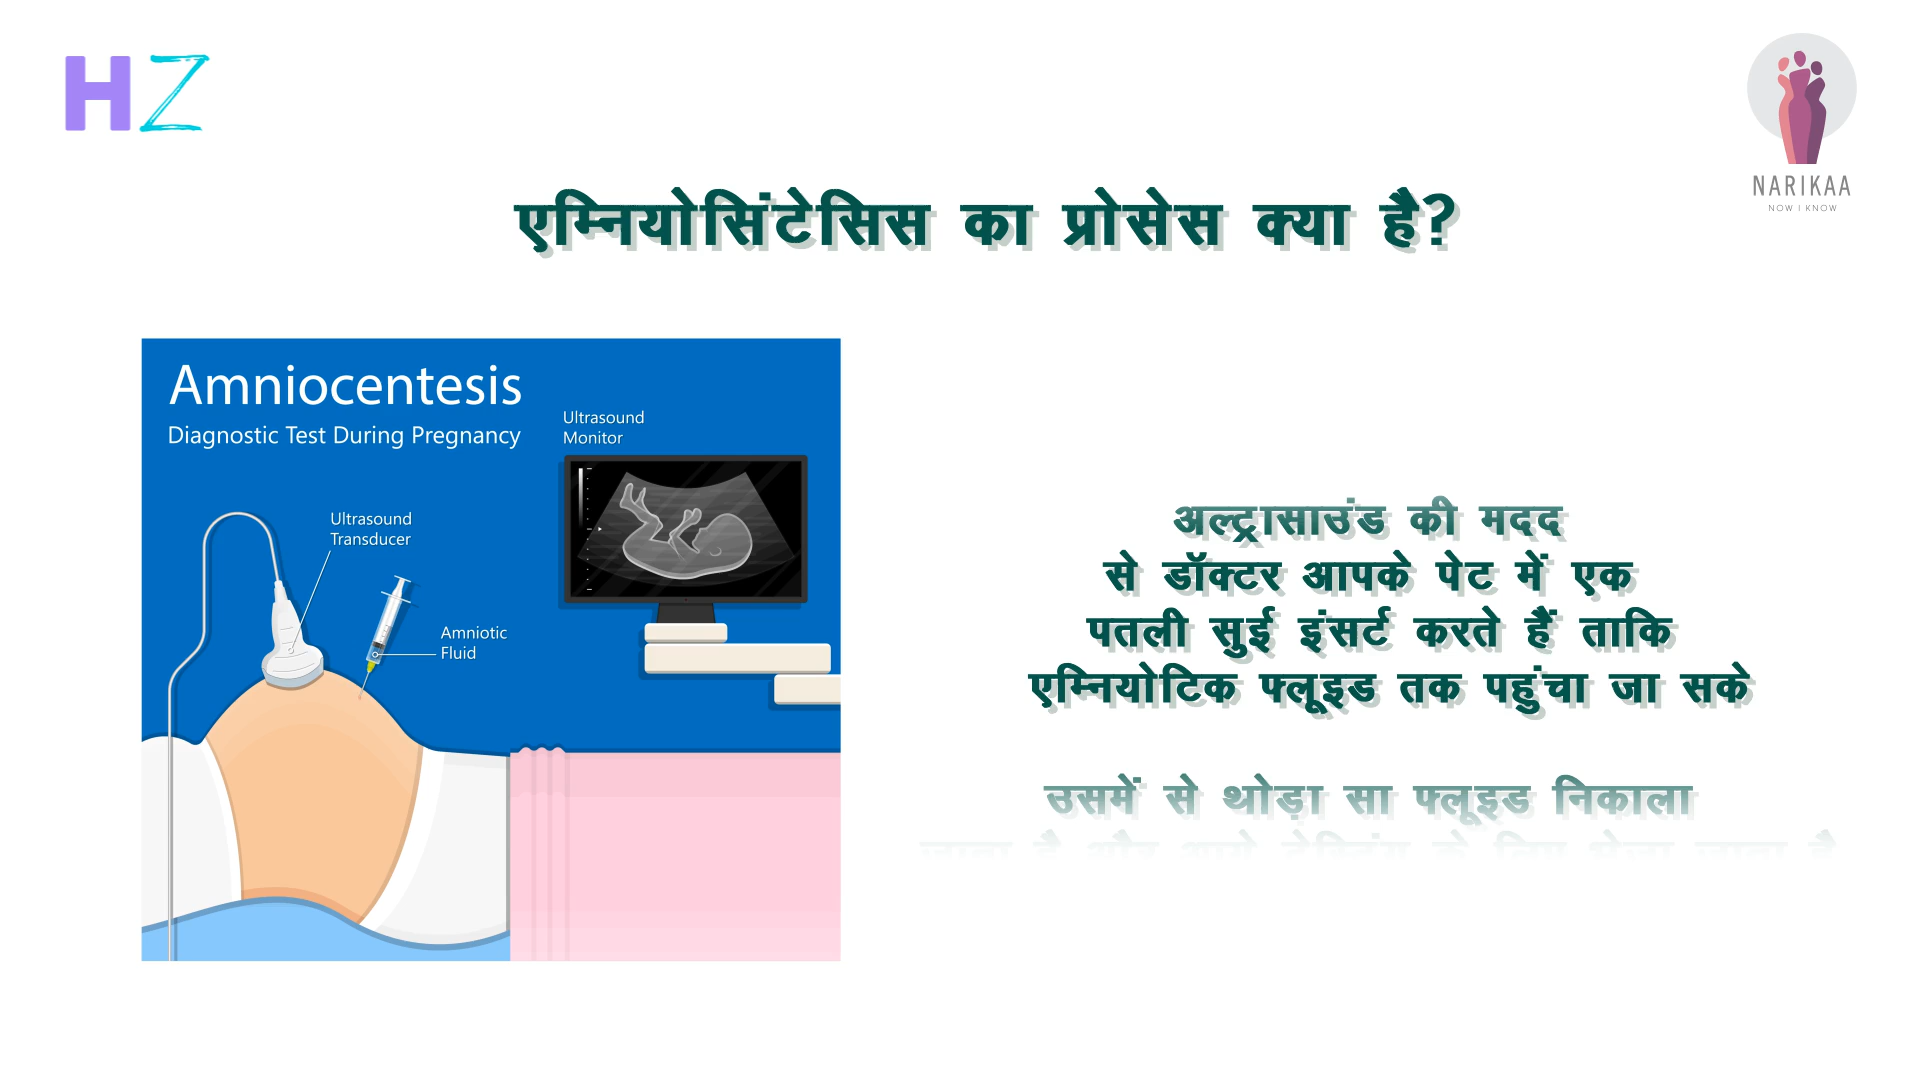 HZ
NARIKAA
NOW I KNOW
एम्नियोसिंटेसिस का प्रोसेस क्या है?
Amniocentesis
Diagnostic Test During Pregnancy
Ultrasound
Monitor
Ultrasound
Transducer
Amniotic
Fluid
अल्ट्रासाउंड की मदद
से डॉक्टर आपके पेट में एक
पतली सुई इंसर्ट करते हैं ताकि
एम्नियोटिक फ्लूइड तक पहुंचा जा सके
उसमें से थोड़ा सा फ्लूइड निकाला